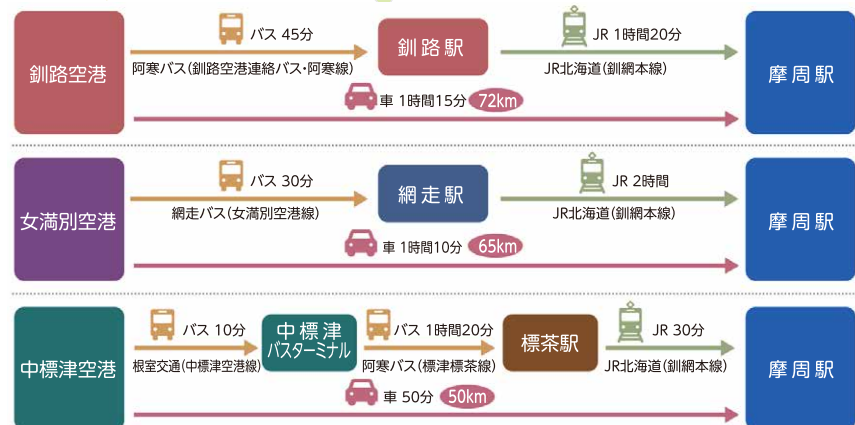 釧路空港
バス 45分
阿寒バス(釧路空港連絡バス・阿寒線)
釧路駅
JR 1時間20分
JR北海道(釧網本線)
車 1時間15分 72km
摩周駅
女満別空港
バス 30分
網走バス(女満別空港線)
網走駅
JR 2時間
JR北海道(釧網本線)
車 1時間10分 65km
摩周駅
中標津空港
バス 10分
根室交通(中標津空港線)
中標津
バスターミナル
バス 1時間20分
阿寒バス(標津標茶線)
標茶駅
JR 30分
JR北海道(釧網本線)
車 50分 50km
摩周駅